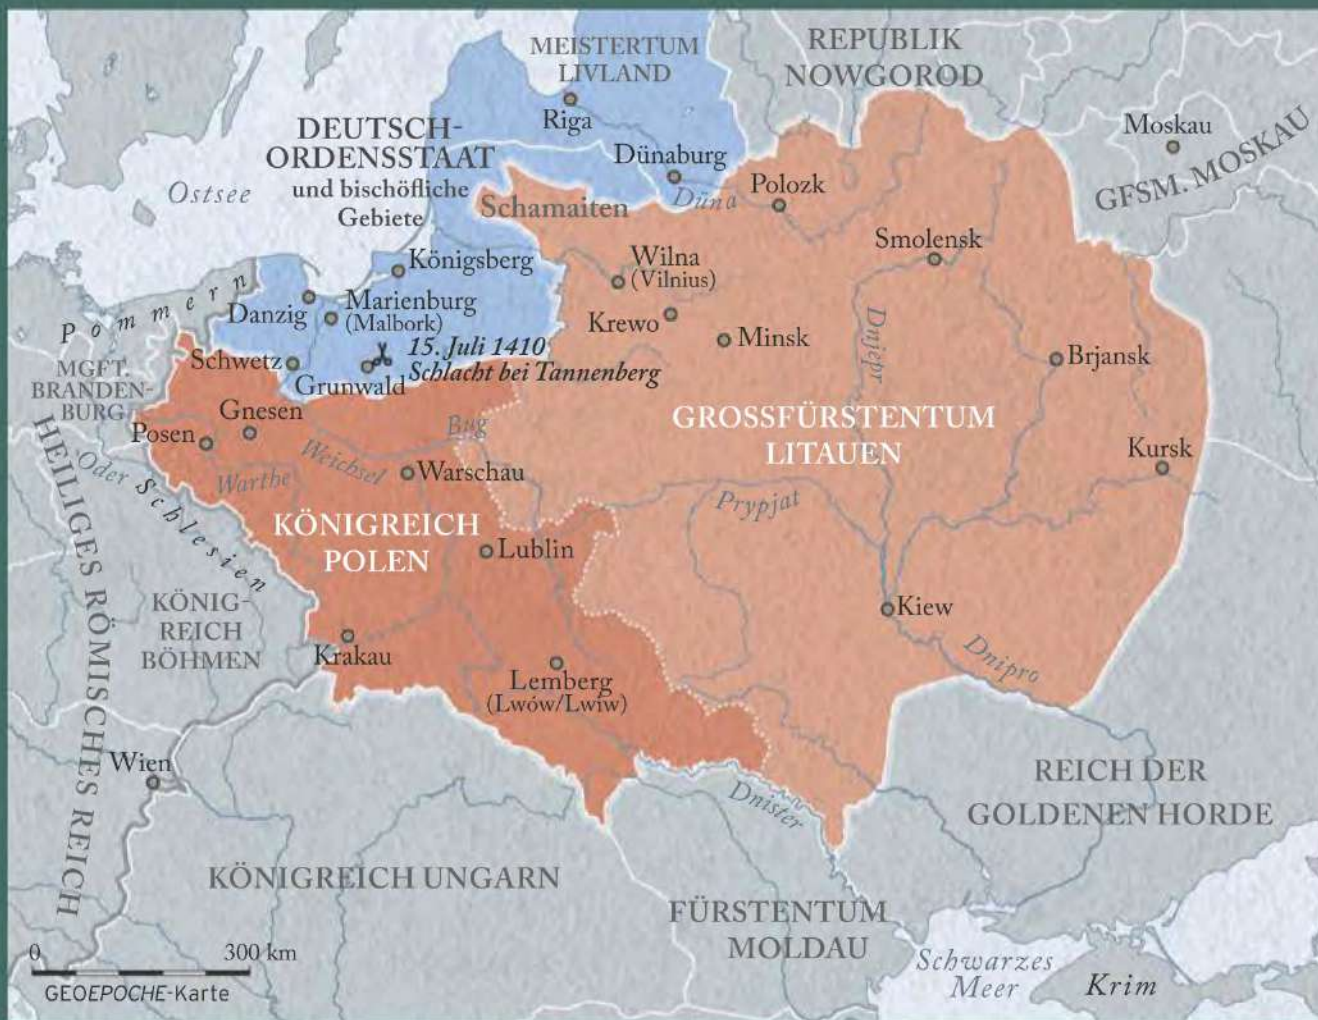 MEISTERTUM
LIVLAND
REPUBLIK
NOWGOROD
Riga
Moskau
GFSM. MOSKAU
DEUTSCH-
ORDENSSTAAT
und bischöfliche
Gebiete
Ostsee
Dünaburg
Düna
Polozk
Schamaiten
Smolensk
Königsberg
Wilna
(Vilnius)
Danzig
Marienburg
(Malbork)
Krewo
Minsk
Dnjepr
Brjansk
Pommern
15. Juli 1410
Schlacht bei Tannenberg
Schwetz
Grunwald
MGFT.
BRANDEN-
BURG
Gnesen
Posen
Bug
GROSSFÜRSTENTUM
LITAUEN
Kursk
HEILIGES RÖMISCHES REICH
Oder
Schlesien
Warthe
Weichsel
Warschau
Prypjat
KÖNIGREICH
POLEN
Lublin
KÖNIG-
REICH
BÖHMEN
Kiew
Krakau
Dnipro
Lemberg
(Lwów/Lwiw)
Wien
Dnister
REICH DER
GOLDENEN HORDE
KÖNIGREICH UNGARN
FÜRSTENTUM
MOLDAU
Schwarzes
Meer
Krim
0 300 km
GEOEPOCHE-Karte